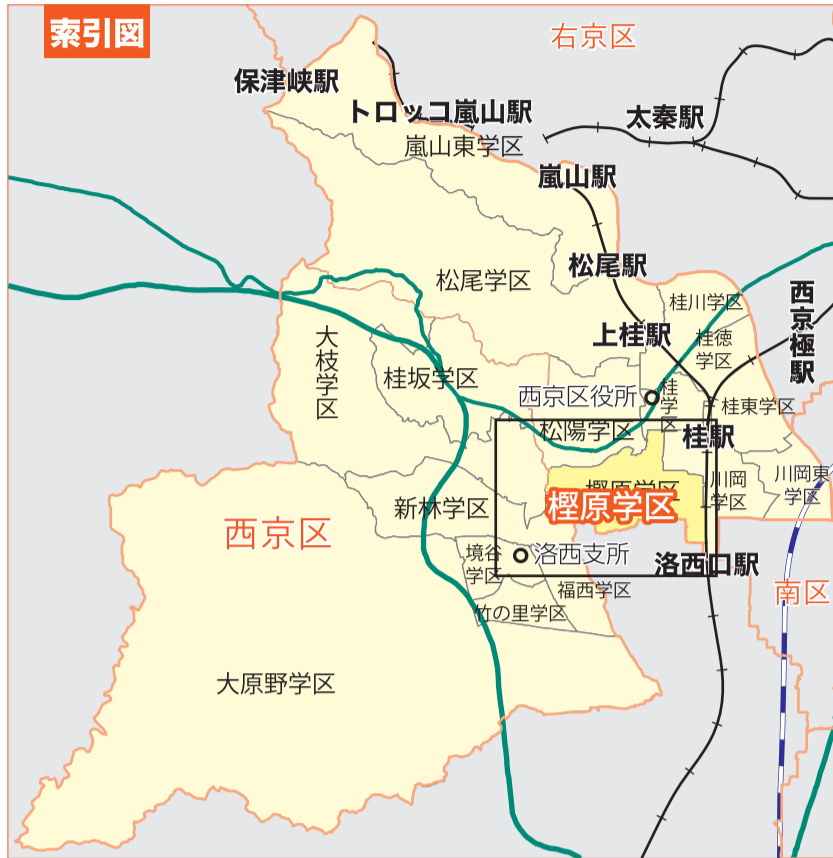 索引図
右京区
保津峡駅
トロッコ嵐山駅
太秦駅
嵐山東学区
嵐山駅
松尾駅
松尾学区
桂川学区
西京極駅
上桂駅
桂徳
学区
大枝学区
桂坂学区
西京区役所
桂学区
桂東学区
松陽学区
桂駅
樫原学区
川岡
学区
川岡東
学区
新林学区
樫原学区
西京区
境谷
学区
洛西支所
洛西口駅
福西学区
南区
竹の里学区
大原野学区